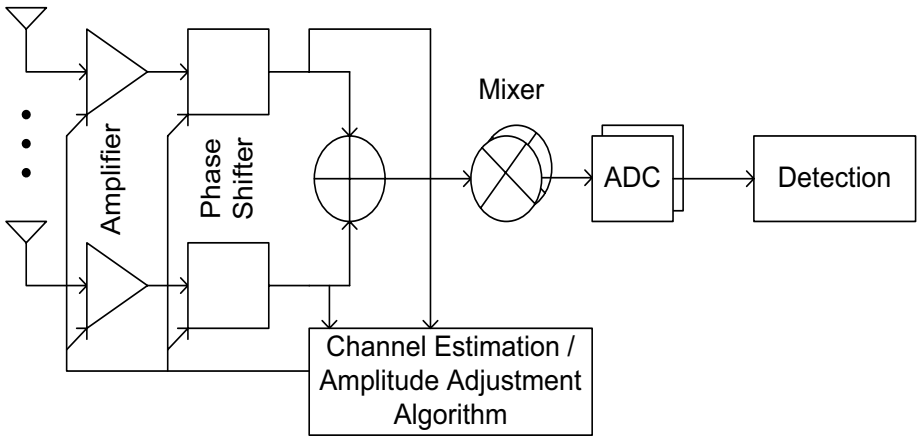 Mixer
Amplifier
Phase
Shifter
ADC
Detection
Channel Estimation /
Amplitude Adjustment
Algorithm